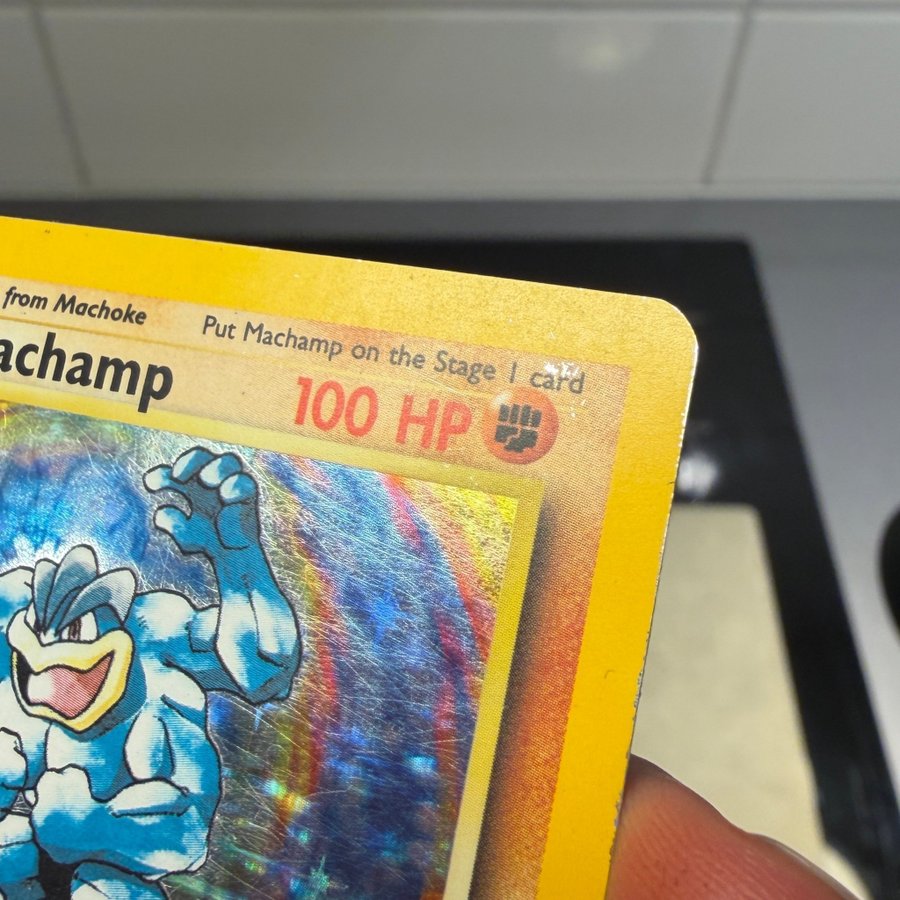 from Machoke
Put Machamp on the Stage 1 card
achamp
100 HP